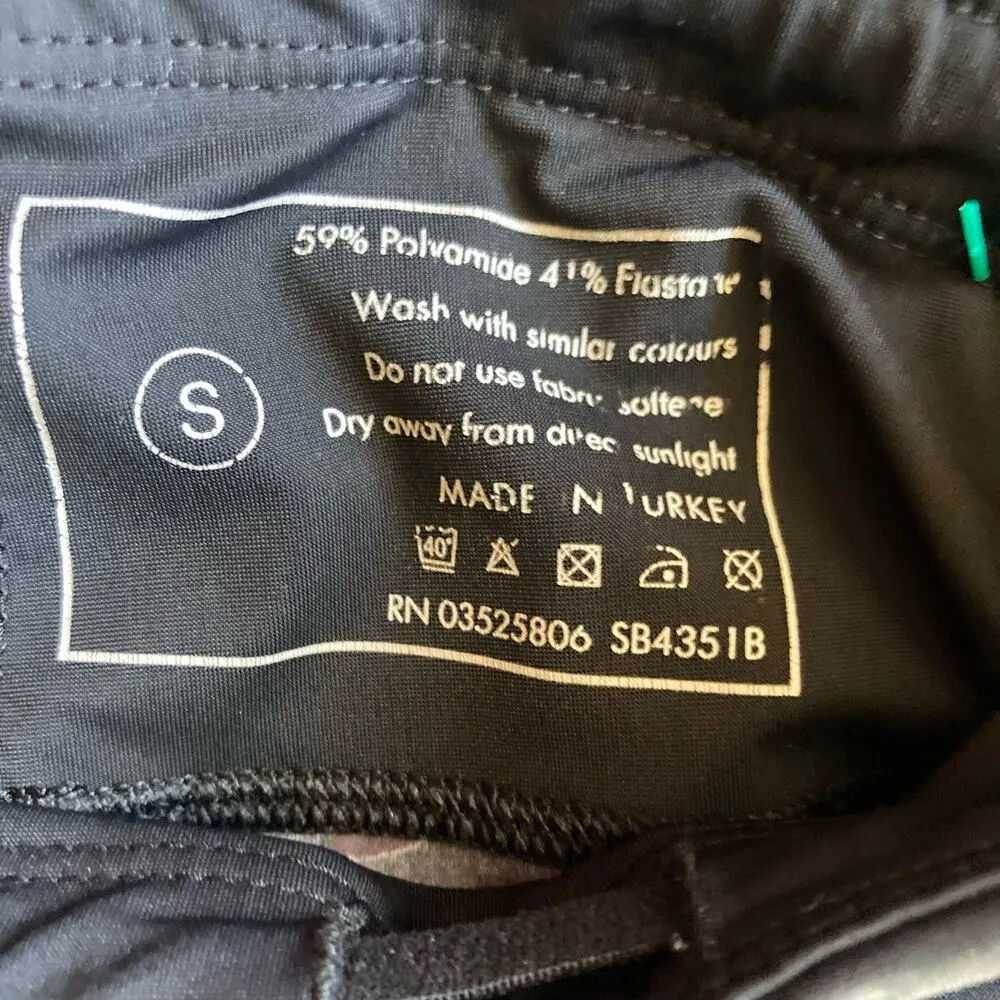 59% Polyamide 41% Elastane
Wash with similar colours
Do not use fabric softener
Dry away from direct sunlight
MADE IN TURKEY
S
40°
RN 03525806 SB4351B